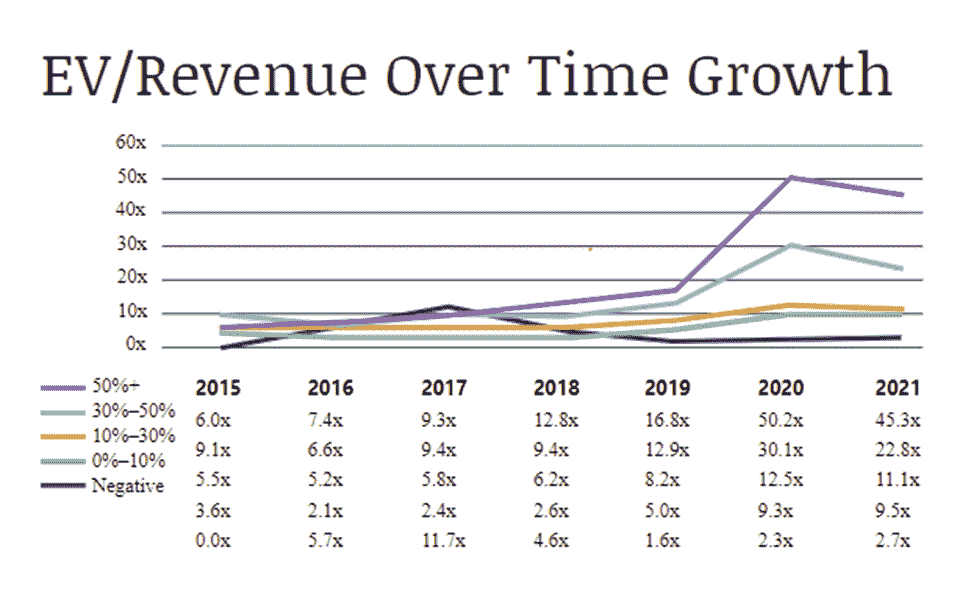 EV/Revenue Over Time Growth
60x
50x
40x
30x
20x
10x
0x
50%+
30%–50%
10%–30%
0%–10%
Negative
2015 2016 2017 2018 2019 2020 2021
6.0x 7.4x 9.3x 12.8x 16.8x 50.2x 45.3x
9.1x 6.6x 9.4x 9.4x 12.9x 30.1x 22.8x
5.5x 5.2x 5.8x 6.2x 8.2x 12.5x 11.1x
3.6x 2.1x 2.4x 2.6x 5.0x 9.3x 9.5x
0.0x 5.7x 11.7x 4.6x 1.6x 2.3x 2.7x